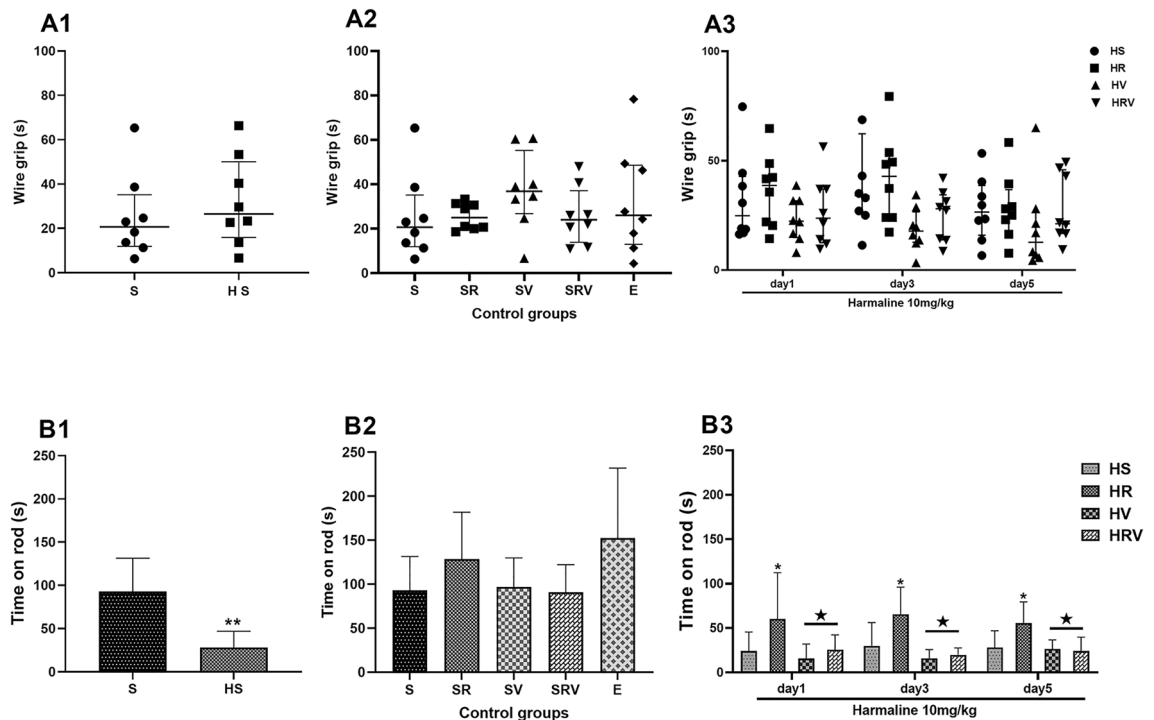 A1
Wire grip (s)
100
80
60
40
20
0
S
H S
A2
Wire grip (s)
100
80
60
40
20
0
S
SR
SV
SRV
E
Control groups
A3
Wire grip (s)
100
50
0
day1
day3
day5
Harmaline 10mg/kg
HS
HR
HV
HRV
B1
Time on rod (s)
250
200
150
100
50
0
**
S
HS
B2
Time on rod (s)
250
200
150
100
50
0
S
SR
SV
SRV
E
Control groups
B3
Time on rod (s)
250
200
150
100
50
0
*
★
*
★
*
★
day1
day3
day5
Harmaline 10mg/kg
HS
HR
HV
HRV